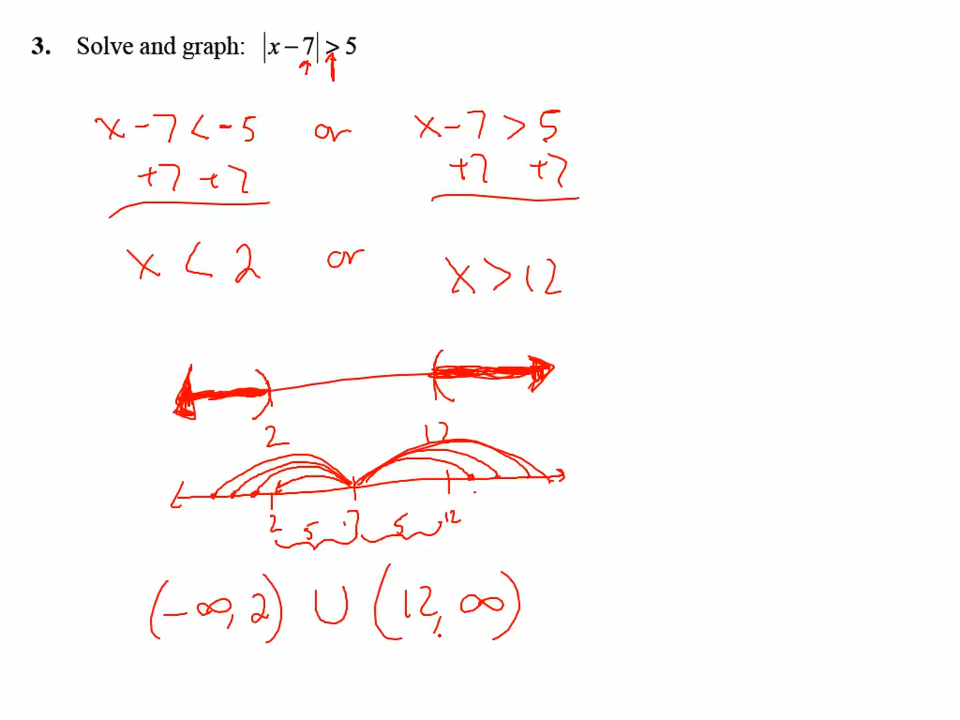 3. Solve and graph: |x − 7| > 5
x - 7 < - 5 or x - 7 > 5
+7 +7 +7 +7
x < 2 or x > 12
2 12
2 7 12
5 5
(-∞, 2) ∪ (12, ∞)